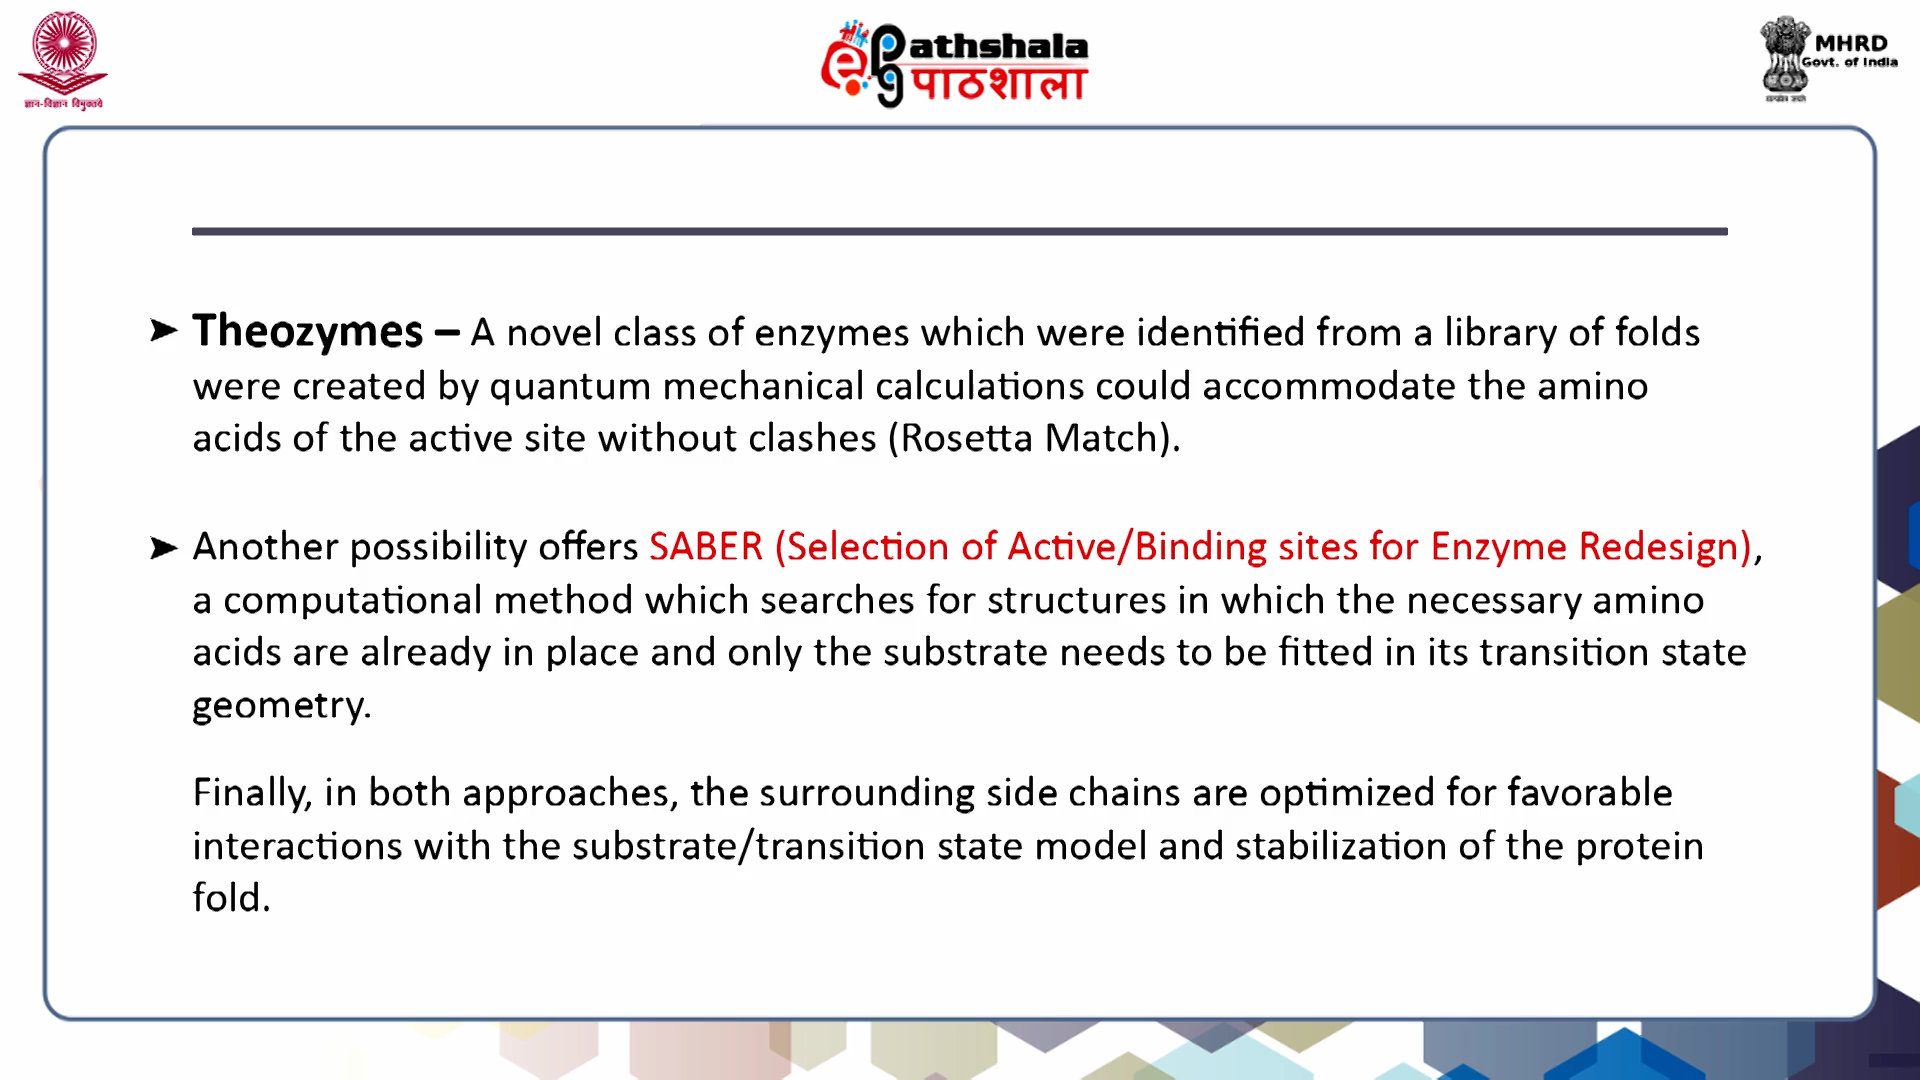 ज्ञान-विज्ञान विमुक्तये
Pathshala
पाठशाला
MHRD
Govt. of India
सत्यमेव जयते
➤ Theozymes – A novel class of enzymes which were identified from a library of folds
were created by quantum mechanical calculations could accommodate the amino
acids of the active site without clashes (Rosetta Match).
➤ Another possibility offers SABER (Selection of Active/Binding sites for Enzyme Redesign),
a computational method which searches for structures in which the necessary amino
acids are already in place and only the substrate needs to be fitted in its transition state
geometry.
Finally, in both approaches, the surrounding side chains are optimized for favorable
interactions with the substrate/transition state model and stabilization of the protein
fold.